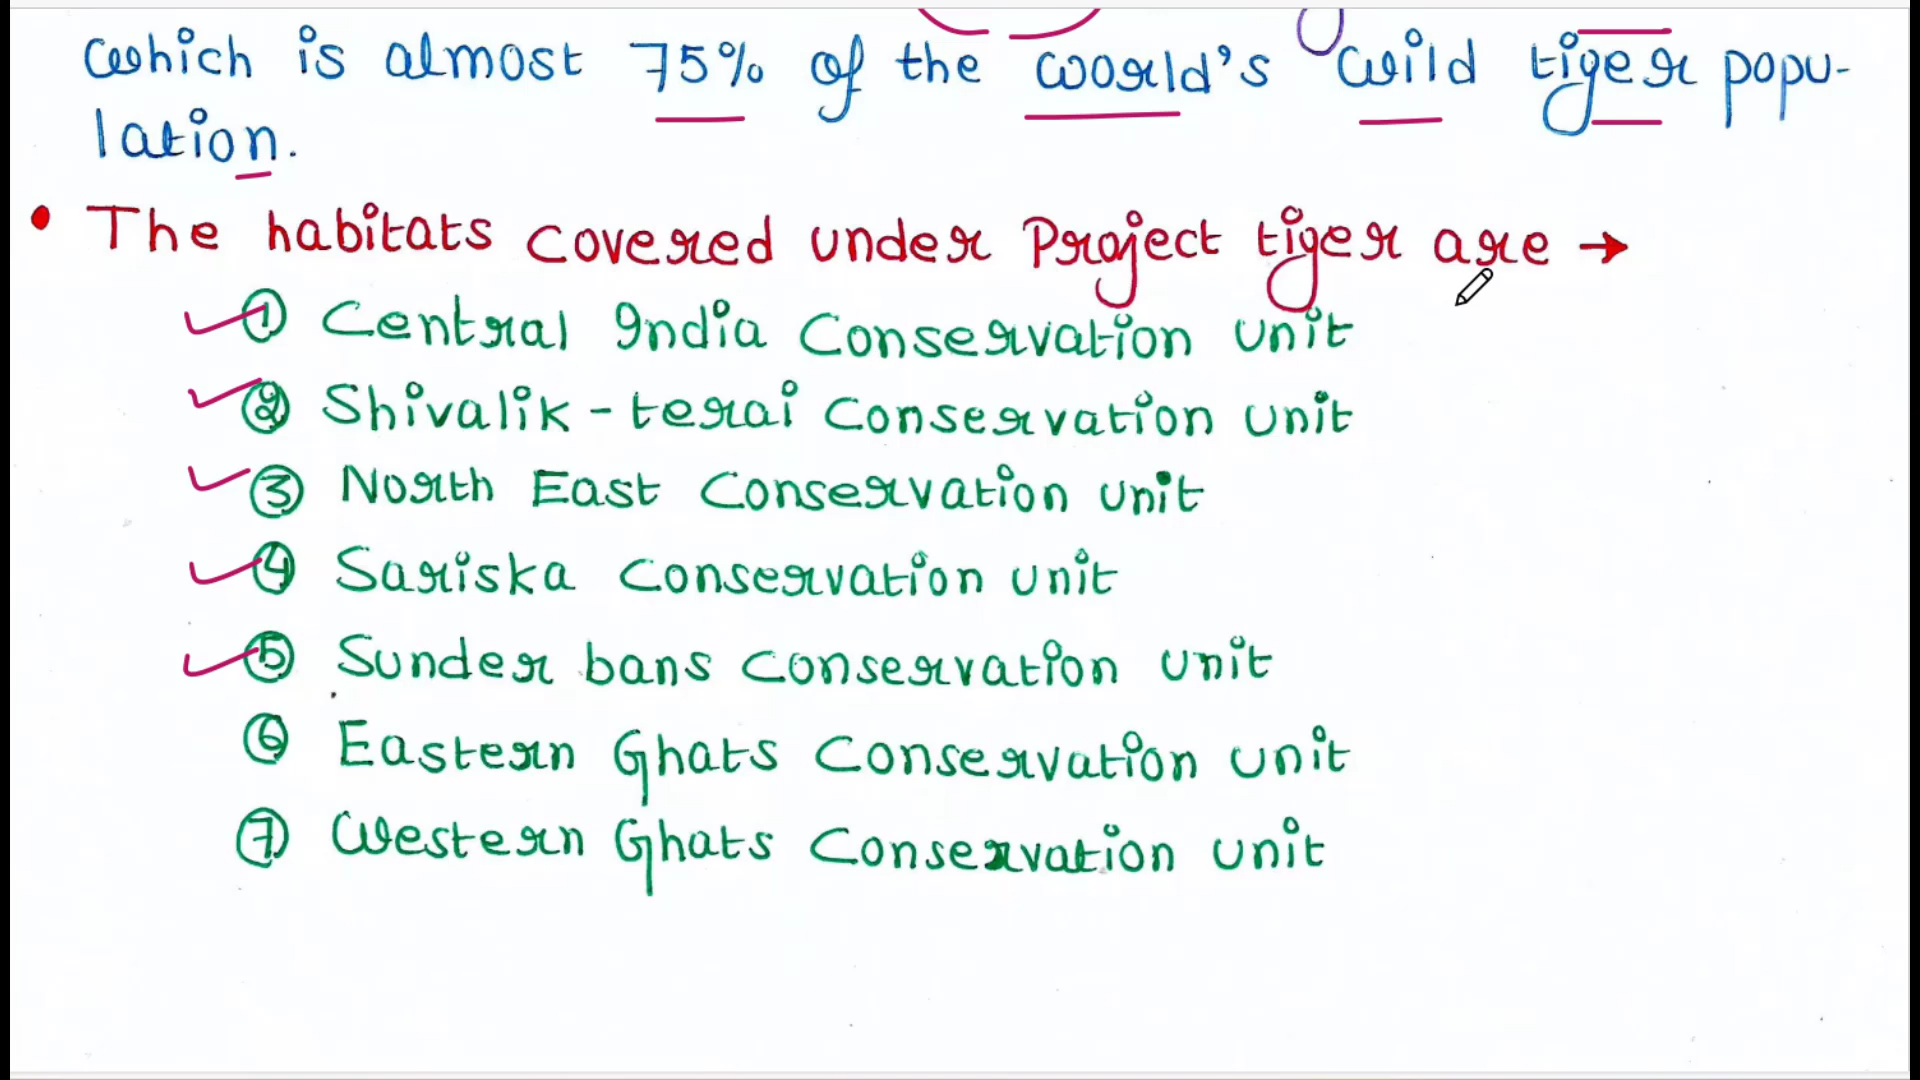 which is almost 75% of the world's wild tiger popu-
lation.
• The habitats covered under Project tiger are →
① Central India Conservation unit
② Shivalik - terai Conservation unit
③ North East Conservation unit
④ Sariska Conservation unit
⑤ Sunder bans Conservation unit
⑥ Eastern Ghats Conservation unit
⑦ Western Ghats Conservation unit